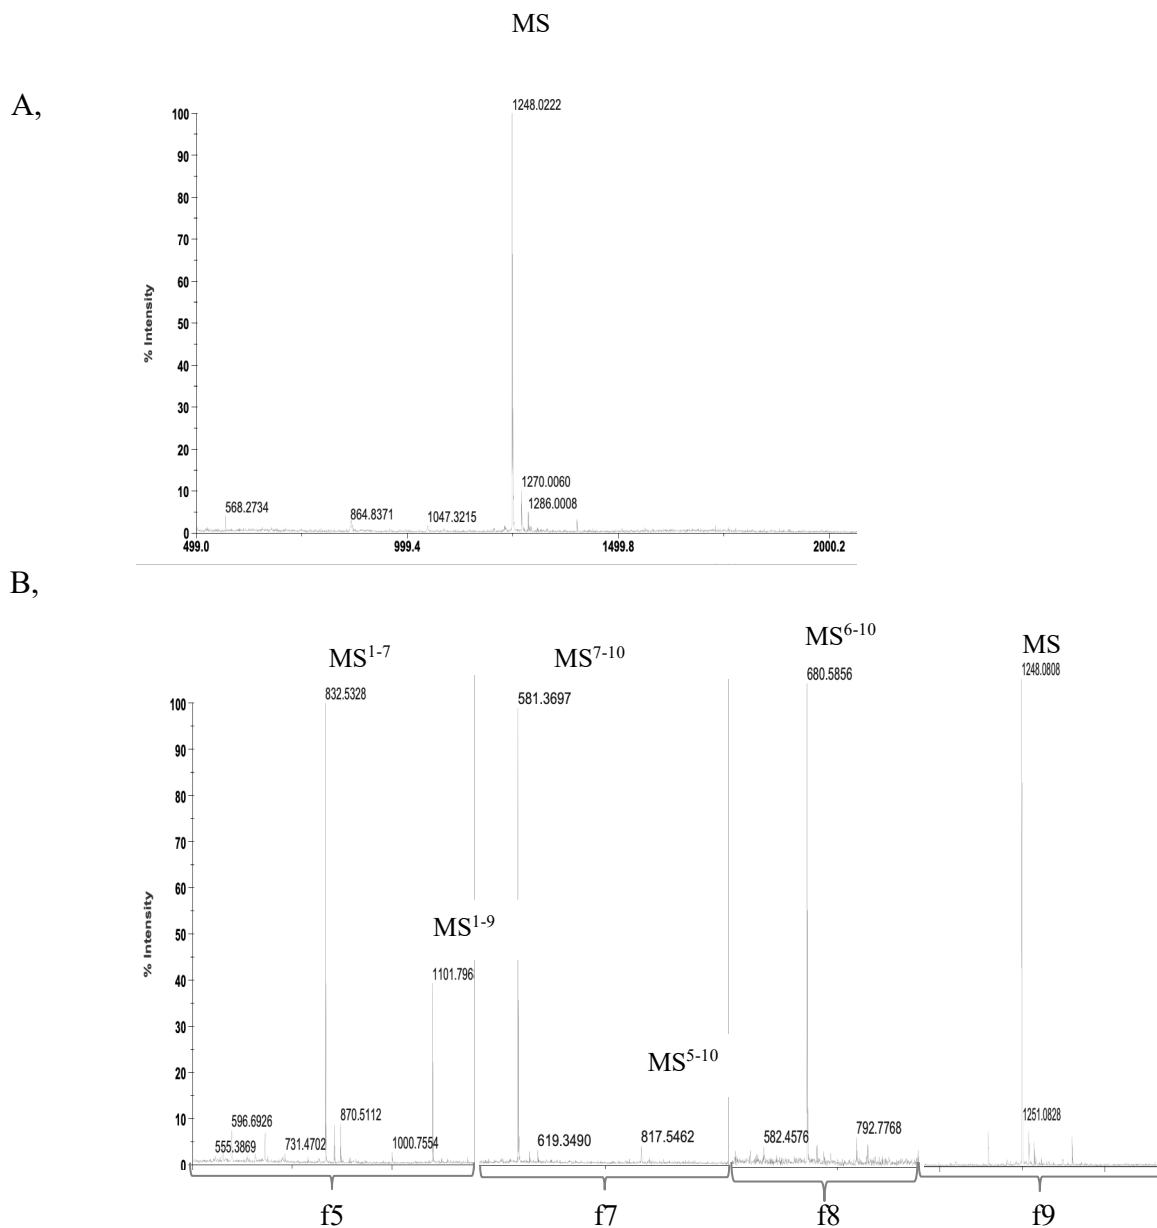 MS
A,
1248.0222
100
90
80
70
60
50
40
30
20
10
0
% Intensity
568.2734
864.8371
1047.3215
1270.0060
1286.0008
499.0 999.4 1499.8 2000.2
B,
MS1-7 MS7-10 MS6-10 MS
832.5328 581.3697 680.5856 1248.0808
100
90
80
70
60
50
40
30
20
10
0
% Intensity
MS1-9
1101.796
MS5-10
596.6926 870.5112 1251.0828
555.3869 731.4702 1000.7554 619.3490 817.5462 582.4576 792.7768
f5 f7 f8 f9